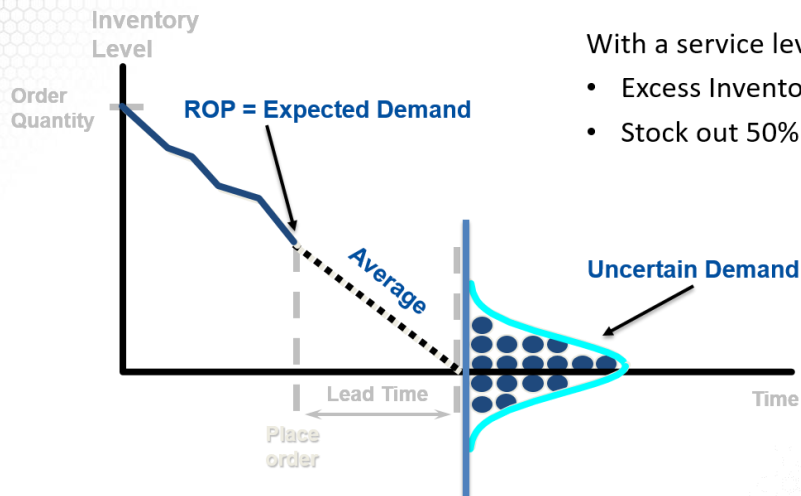 Inventory
Level
Order
Quantity
ROP = Expected Demand
With a service lev
• Excess Invento
• Stock out 50%
Average
Uncertain Demand
Lead Time
Time
Place
order